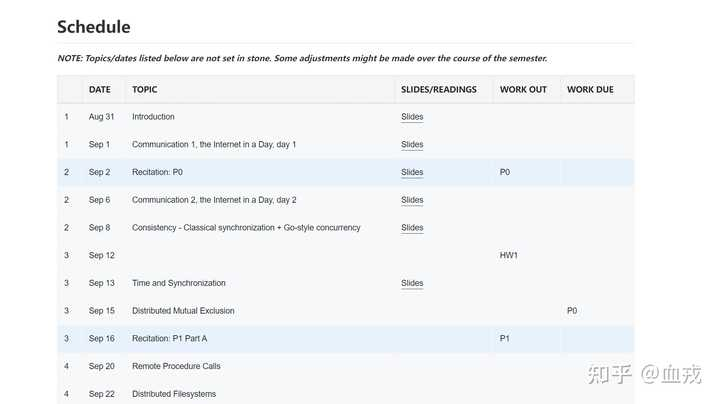 Schedule
NOTE: Topics/dates listed below are not set in stone. Some adjustments might be made over the course of the semester.
DATE TOPIC SLIDES/READINGS WORK OUT WORK DUE
1 Aug 31 Introduction Slides
1 Sep 1 Communication 1, the Internet in a Day, day 1 Slides
2 Sep 2 Recitation: P0 Slides P0
2 Sep 6 Communication 2, the Internet in a Day, day 2 Slides
2 Sep 8 Consistency - Classical synchronization + Go-style concurrency Slides
3 Sep 12 HW1
3 Sep 13 Time and Synchronization Slides
3 Sep 15 Distributed Mutual Exclusion P0
3 Sep 16 Recitation: P1 Part A P1
4 Sep 20 Remote Procedure Calls
4 Sep 22 Distributed Filesystems
知乎 @血戎